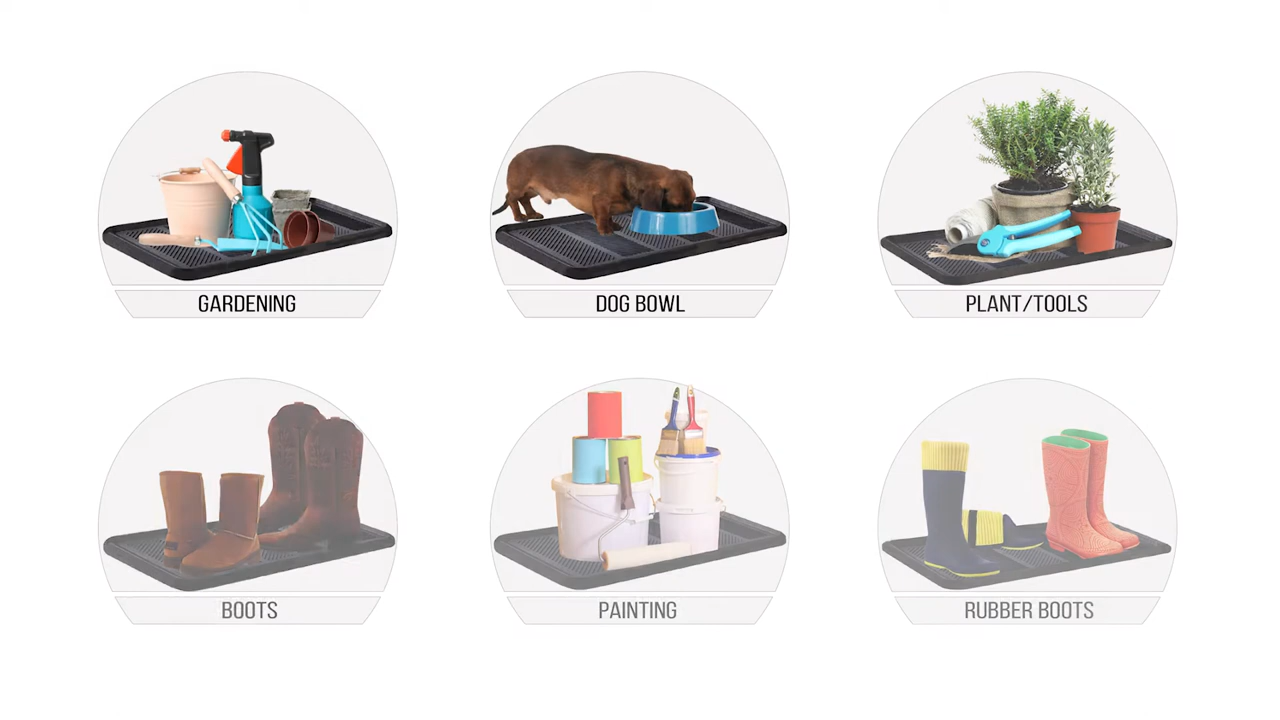 GARDENING
DOG BOWL
PLANT/TOOLS
BOOTS
PAINTING
RUBBER BOOTS